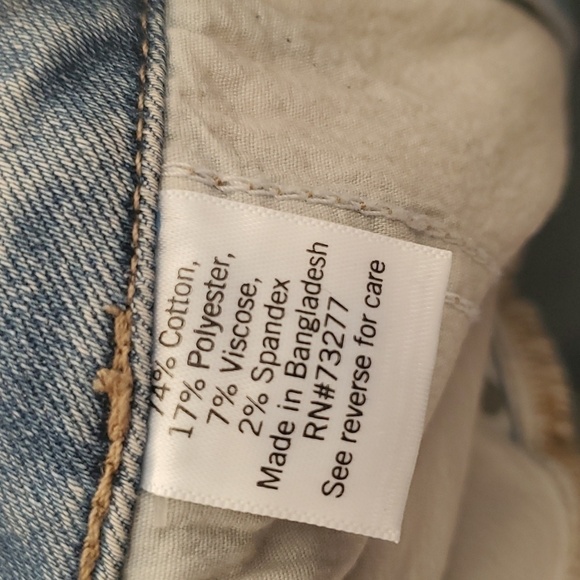 74% Cotton,
17% Polyester,
7% Viscose,
2% Spandex
Made in Bangladesh
RN#73277
See reverse for care